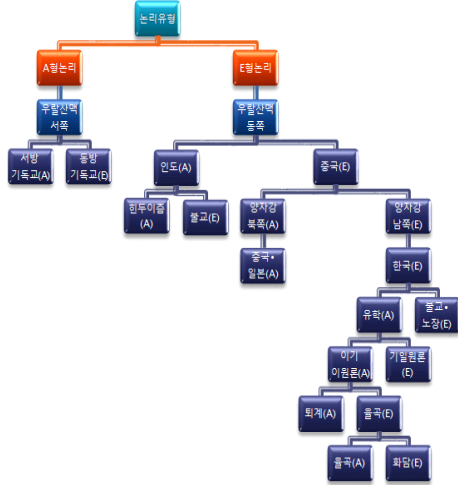 논리유형
A형논리
E형논리
우랄산맥
서쪽
우랄산맥
동쪽
서방
기독교(A)
동방
기독교(E)
인도(A)
중국(E)
힌두이즘
(A)
불교(E)
양자강
북쪽(A)
양자강
남쪽(E)
중국•
일본(A)
한국(E)
유학(A)
불교•
노장(E)
이기
이원론(A)
기일원론
(E)
퇴계(A)
율곡(E)
율곡(A)
화담(E)